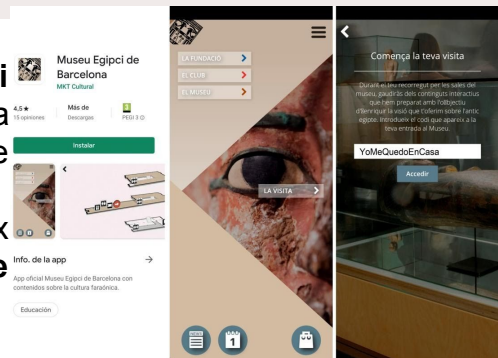 i
a
e
x
e
Museu Egipci de
Barcelona
MKT Cultural
4,5 ★
15 opiniones
Más de
Descargas
PEGI 3
Instalar
Info. de la app
App oficial Museu Egipci de Barcelona con
contenidos sobre la cultura faraónica.
Educación
LA FUNDACIÓ
EL CLUB
EL MUSEU
LA VISITA
1
Comença la teva visita
Durant el teu recorregut per les sales del
museu, gaudiràs dels continguts interactius
que hem preparat amb l'objectiu
d'enriquir la visió que t'oferim sobre l'antic
egipte. Introdueix el codi que apareix a la
teva entrada al Museu.
YoMeQuedoEnCasa
Accedir